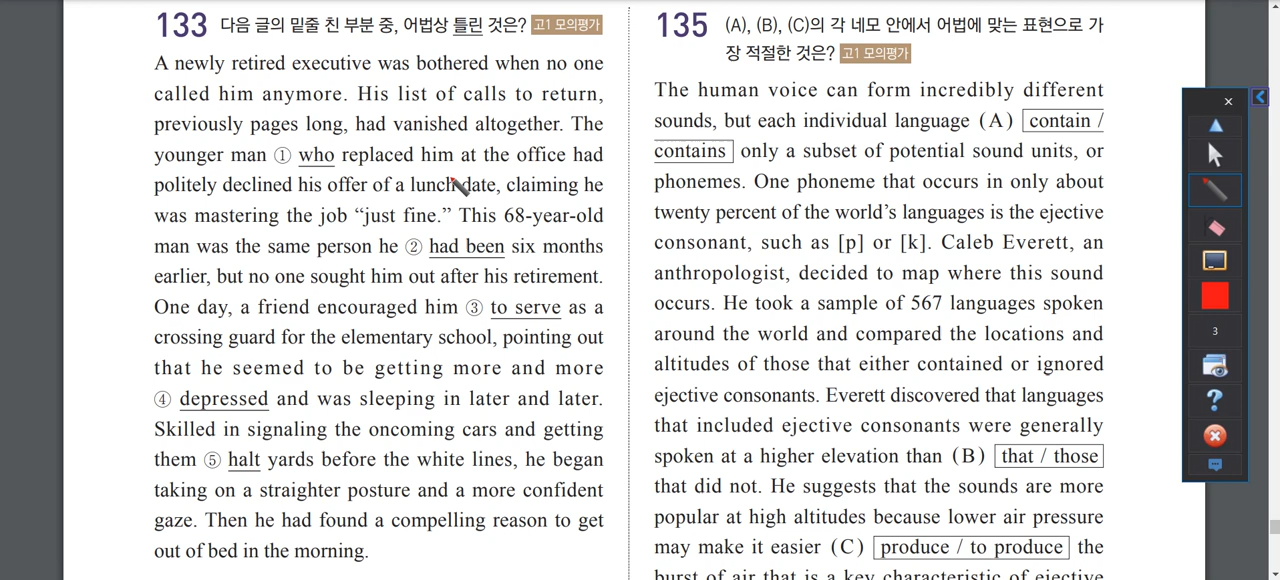 133 다음 글의 밑줄 친 부분 중, 어법상 틀린 것은? 고1 모의평가
A newly retired executive was bothered when no one
called him anymore. His list of calls to return,
previously pages long, had vanished altogether. The
younger man ① who replaced him at the office had
politely declined his offer of a lunch date, claiming he
was mastering the job “just fine.” This 68-year-old
man was the same person he ② had been six months
earlier, but no one sought him out after his retirement.
One day, a friend encouraged him ③ to serve as a
crossing guard for the elementary school, pointing out
that he seemed to be getting more and more
④ depressed and was sleeping in later and later.
Skilled in signaling the oncoming cars and getting
them ⑤ halt yards before the white lines, he began
taking on a straighter posture and a more confident
gaze. Then he had found a compelling reason to get
out of bed in the morning.
135 (A), (B), (C)의 각 네모 안에서 어법에 맞는 표현으로 가
장 적절한 것은? 고1 모의평가
The human voice can form incredibly different
sounds, but each individual language (A) contain /
contains only a subset of potential sound units, or
phonemes. One phoneme that occurs in only about
twenty percent of the world’s languages is the ejective
consonant, such as [p] or [k]. Caleb Everett, an
anthropologist, decided to map where this sound
occurs. He took a sample of 567 languages spoken
around the world and compared the locations and
altitudes of those that either contained or ignored
ejective consonants. Everett discovered that languages
that included ejective consonants were generally
spoken at a higher elevation than (B) that / those
that did not. He suggests that the sounds are more
popular at high altitudes because lower air pressure
may make it easier (C) produce / to produce the
burst of air that is a key characteristic of ejective
3